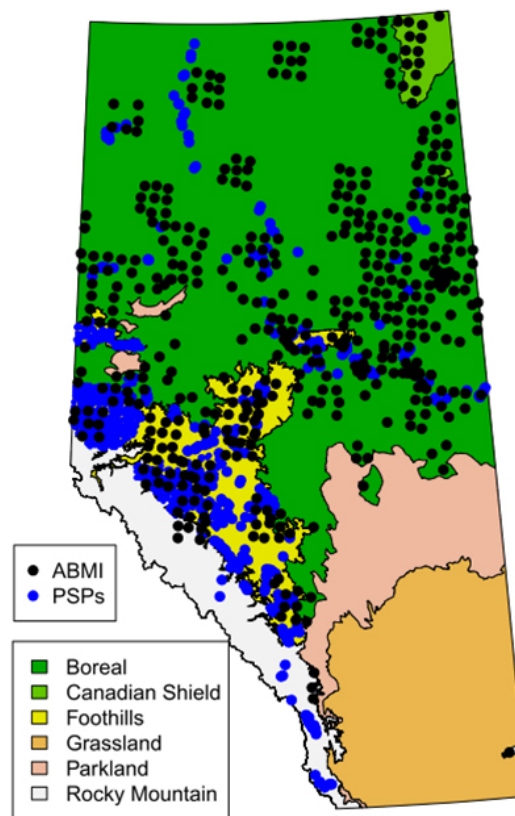 ABMI
PSPs
Boreal
Canadian Shield
Foothills
Grassland
Parkland
Rocky Mountain